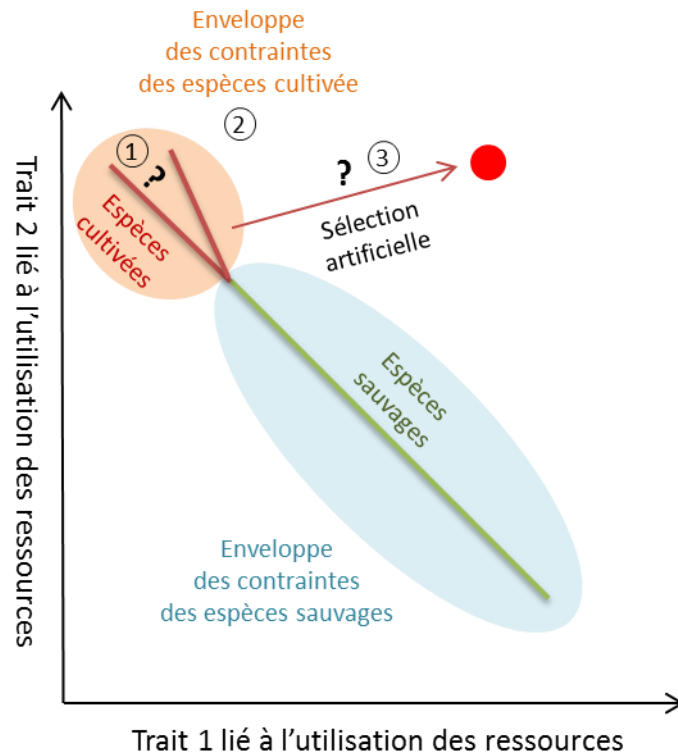 Enveloppe
des contraintes
des espèces cultivée
2
1
?
?
3
Espèces
cultivées
Sélection
artificielle
Espèces
sauvages
Enveloppe
des contraintes
des espèces sauvages
Trait 2 lié à l'utilisation des ressources
Trait 1 lié à l'utilisation des ressources